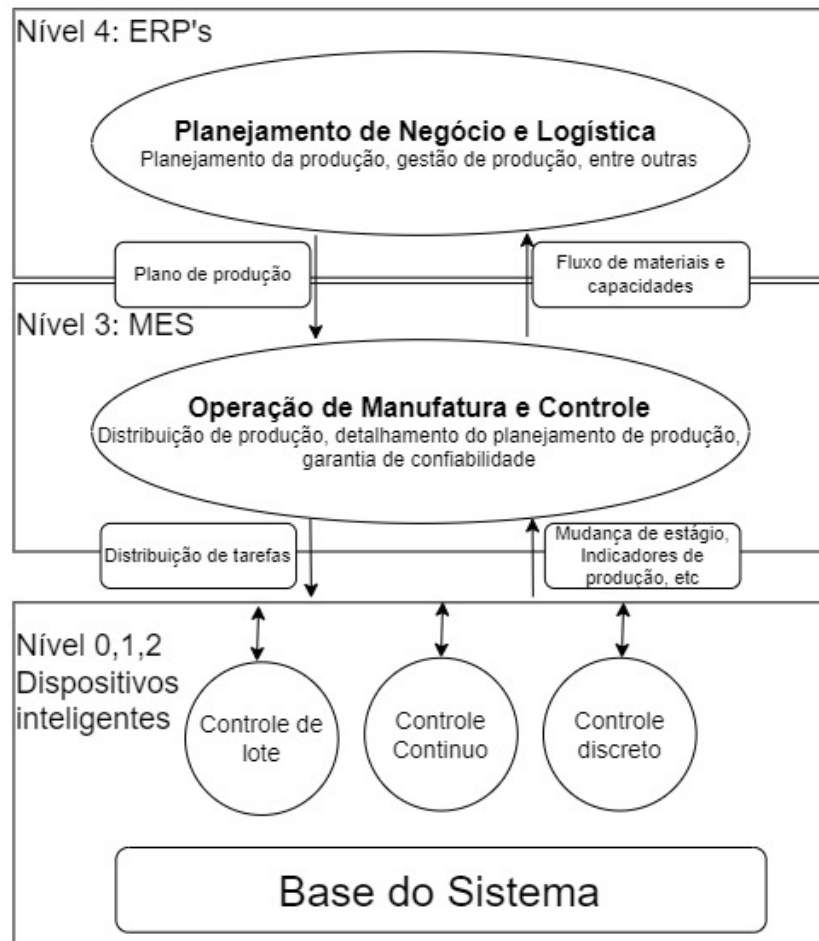 Nível 4: ERP's
Planejamento de Negócio e Logística
Planejamento da produção, gestão de produção, entre outras
Plano de produção
Fluxo de materiais e
capacidades
Nível 3: MES
Operação de Manufatura e Controle
Distribuição de produção, detalhamento do planejamento de produção,
garantia de confiabilidade
Distribuição de tarefas
Mudança de estágio,
Indicadores de
produção, etc
Nível 0,1,2
Dispositivos
inteligentes
Controle de
lote
Controle
Continuo
Controle
discreto
Base do Sistema